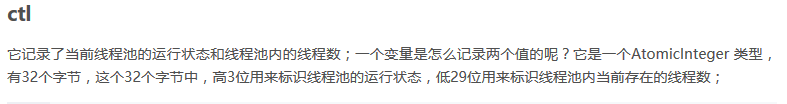 ctl
它记录了当前线程池的运行状态和线程池内的线程数；一个变量是怎么记录两个值的呢？它是一个AtomicInteger 类型，
有32个字节，这个32个字节中，高3位用来标识线程池的运行状态，低29位用来标识线程池内当前存在的线程数；